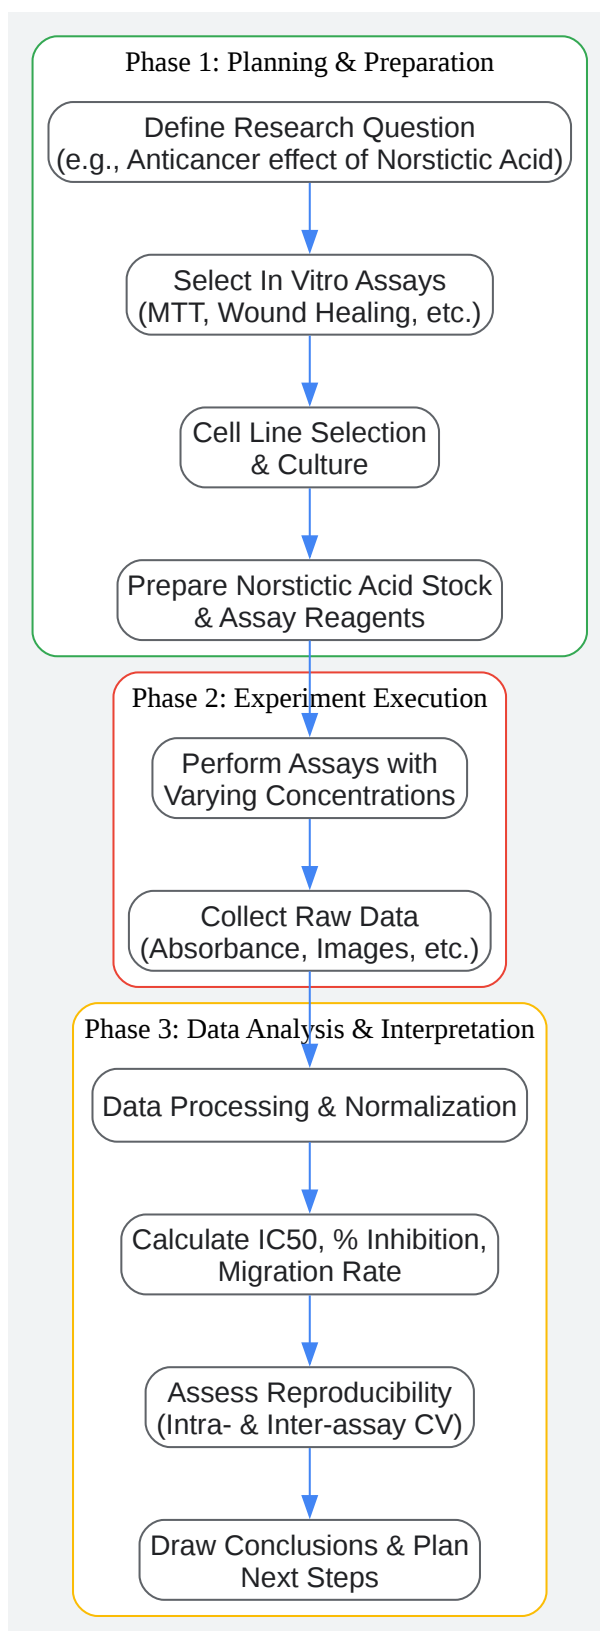 Phase 1: Planning & Preparation
Define Research Question
(e.g., Anticancer effect of Norstictic Acid)
Select In Vitro Assays
(MTT, Wound Healing, etc.)
Cell Line Selection
& Culture
Prepare Norstictic Acid Stock
& Assay Reagents
Phase 2: Experiment Execution
Perform Assays with
Varying Concentrations
Collect Raw Data
(Absorbance, Images, etc.)
Phase 3: Data Analysis & Interpretation
Data Processing & Normalization
Calculate IC50, % Inhibition,
Migration Rate
Assess Reproducibility
(Intra- & Inter-assay CV)
Draw Conclusions & Plan
Next Steps